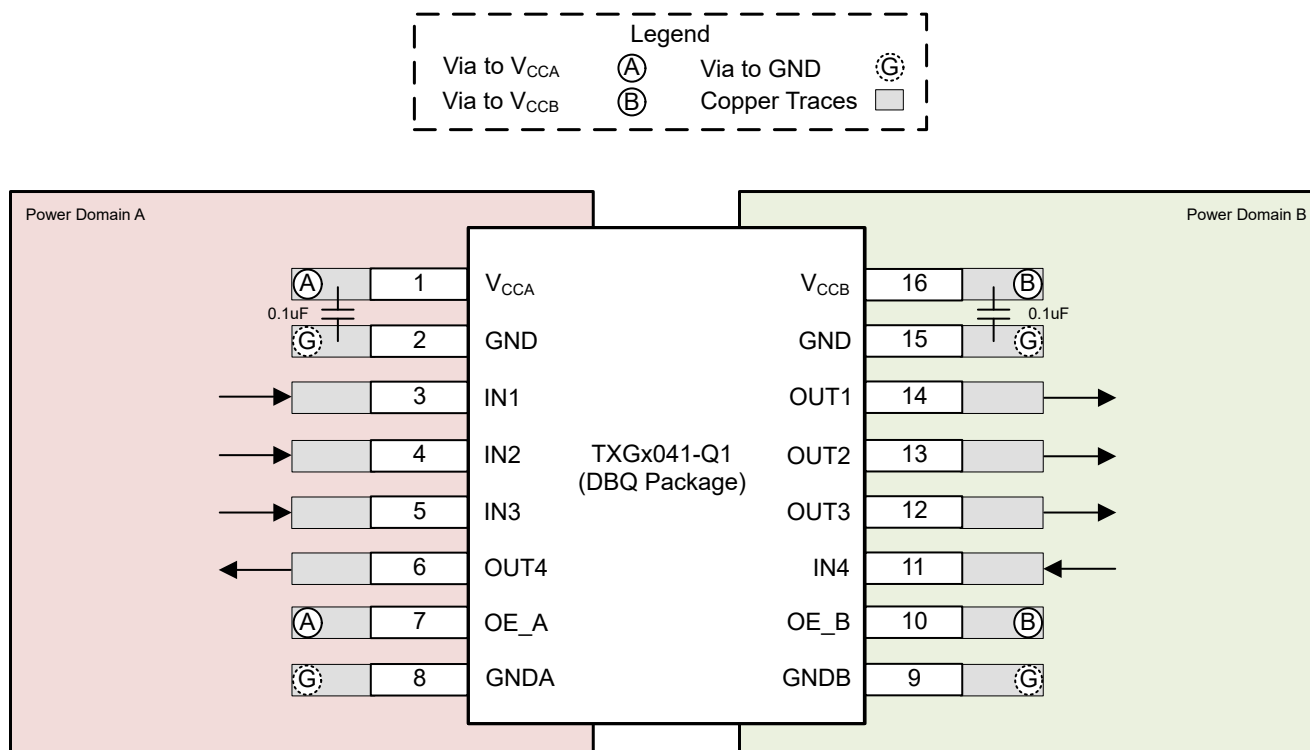 Legend
Via to VCCA A Via to GND G
Via to VCCB B Copper Traces
Power Domain A Power Domain B
A 1 VCCA VCCB 16 B
0.1uF 0.1uF
G 2 GND GND 15 G
3 IN1 OUT1 14
4 IN2 OUT2 13
TXGx041-Q1
(DBQ Package)
5 IN3 OUT3 12
6 OUT4 IN4 11
A 7 OE_A OE_B 10 B
G 8 GNDA GNDB 9 G